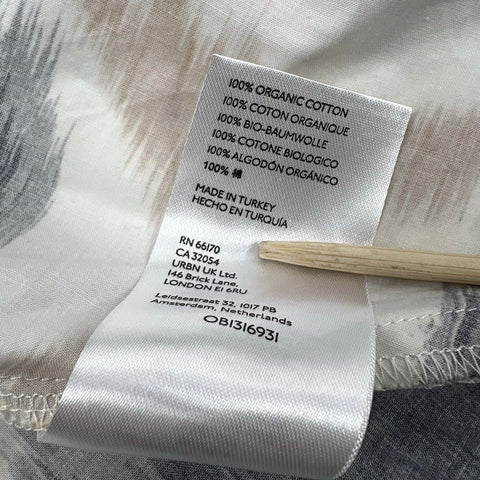 100% ORGANIC COTTON
100% COTON ORGANIQUE
100% BIO-BAUMWOLLE
100% COTONE BIOLOGICO
100% ALGODÓN ORGÁNICO
100% 棉
MADE IN TURKEY
HECHO EN TURQUÍA
RN 66170
CA 32054
URBN UK Ltd.
146 Brick Lane,
LONDON E1 6RU
Leidsestraat 32, 1017 PB
Amsterdam, Netherlands
OB1316931